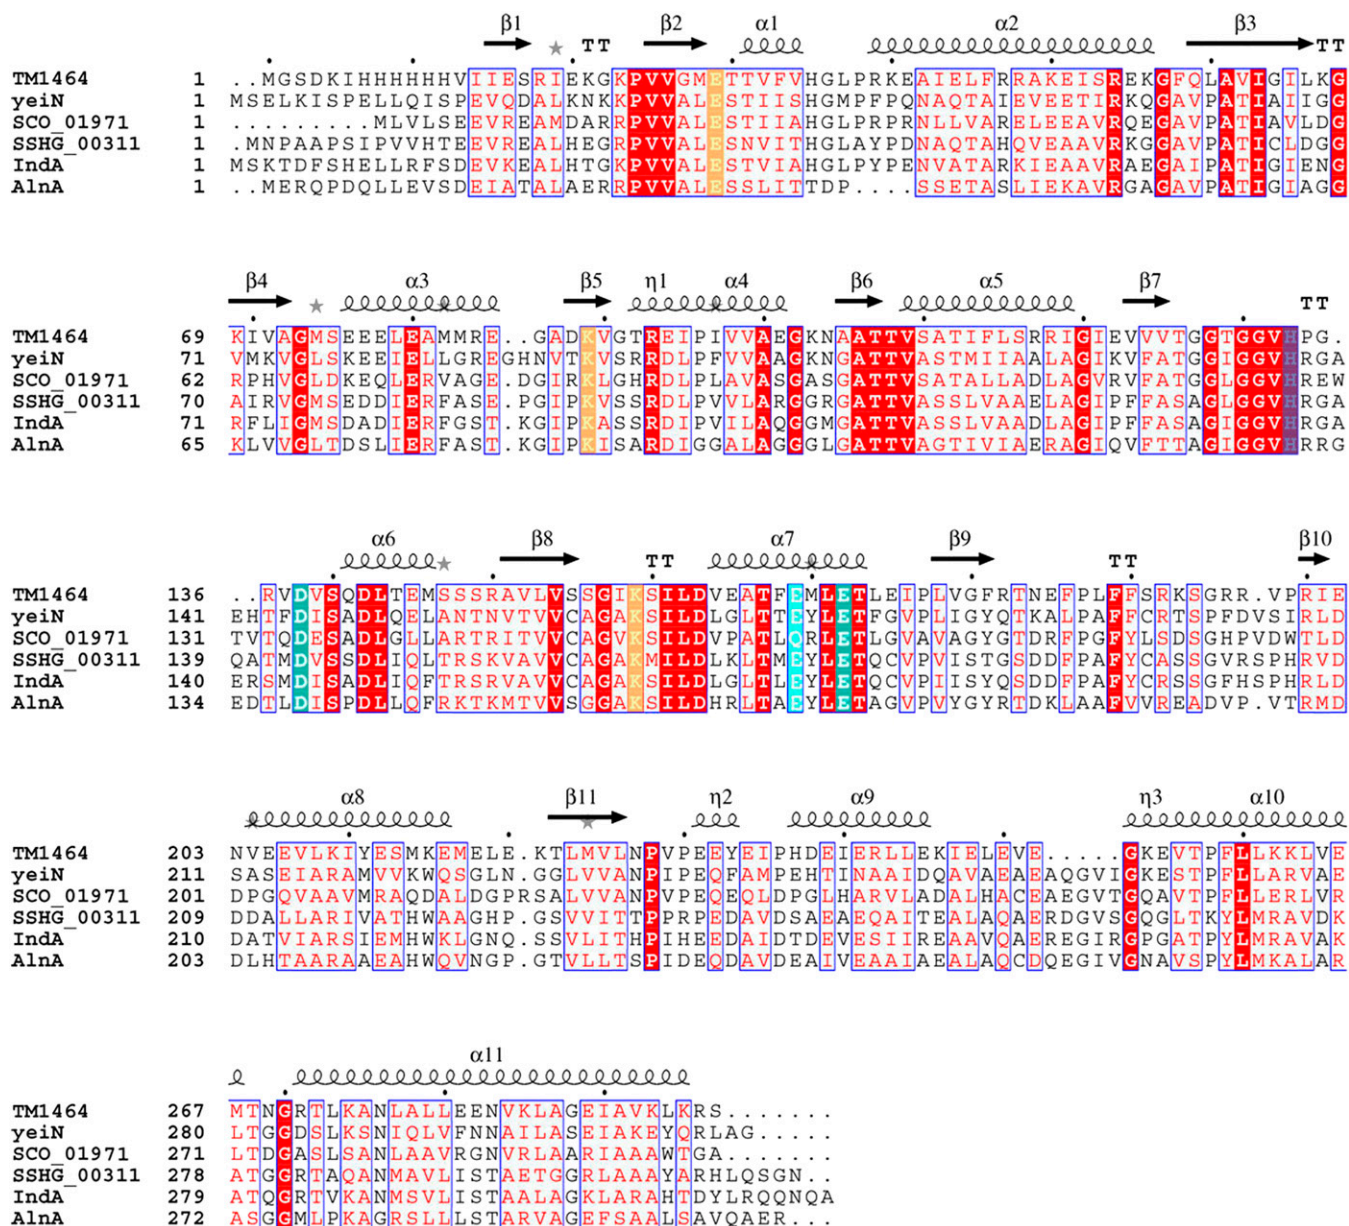 β1 TT β2 α1 α2 β3 TT
TM1464 1 ..MGSDKIHHHHHHVIIESRIEKGKPVVGMETTVFVHGLPRKEAIELFRRAKEISREKGFQLAVIGILKG
yeiN 1 MSELKISPELLQISPEVQDALKNKKPVVALESTIISHGMPFPQNAQTAIEVEETIRKQGAVPATIAIIGG
SCO_01971 1 .........MLVLSEEVREAMDARRPVVALESTIIAHGLPRPRNLLVARELEEVVRQEGAVPATIAVLDG
SSHG_00311 1 .MNPAAPSIPVVHTEEVREALHEGRPVVALESNVITHGLAYPDNAQTAHQVEAAVRKGGAVPATICLDGG
IndA 1 MSKTDFSHELLRFSDEVKEALHTGKPVVALESTVIAHGLPYPENVATARKIEAAVRAEGAIPATIGIENG
AlnA 1 ..MERQPDQLLEVSDEIATALAERRPVVALESSLITTDP....SSETASLIEKAVRGAGAVPATIGIAGG
β4 α3 β5 η1 α4 β6 α5 β7 TT
TM1464 69 KIVAGMSEEELEAMMRE..GADKVGTREIPIVVAEGKNAATTVSATIFLSRRIGIEVVVTGGTGGVHPG.
yeiN 71 VMKVGLSKEEIELLGREGHNVTKVSRRDLPFVVAAGKNGATTVASTMIIAALAGIKVFATGGIGGVHRGA
SCO_01971 62 RPHVGLDKEQLERVAGE.DGIRKLGHRDLPLAVASGASGATTVSATALLADLAGVRVFATGGLGGVHREW
SSHG_00311 70 AIRVGMSEDDIERFASE.PGIPKVSSRDLPVVLARGGRGATTVASSLVAAELAGIPFFASAGLGGVHRGA
IndA 71 RFLIGMSDADIERFGST.KGIPKISSRDIPVILAQGGMGATTVASSLVAADLAGIPFFASAGIGGVHRGA
AlnA 65 KLVVGLTDSLIERFAST.KGIPKISARDIGGALAGGGLGATTVAGTIVIAERAGIQVFTTAGIGGVHRRG
α6 β8 TT α7 β9 TT β10
TM1464 136 ..RVDVSQDLTEMSSSRAVLVSSGIKSILDVEATFEMLETLEIPLVGFRTNEFPLFFSRKSGRR.VPRIE
yeiN 141 EHTFDISADLQELANTNVTVVCAGAKSILDLGLTTEYLETFGVPLIGYQTKALPAFFCRTSPFDVSIRLD
SCO_01971 131 TVTQDESADLGLLARTRITVVCAGVKSILDVPATLQRLETLGVAVAGYGTDRFPGFYLSDSGHPVDWTLD
SSHG_00311 139 QATMDVSSDLIQLTRSKVAVVCAGAKMILDLKLTMEYLETQCVPVISTGSDDFPAFYCASSGVRSPHRVD
IndA 140 ERSMDISADLIQFTRSRVAVVCAGAKSILDLGLTLEYLETQCVPIISYQSDDFPAFYCRSSGFHSPHRLD
AlnA 134 EDTLDISPDLLQFRKTKMTVVSGGAKSILDHRLTAEYLETAGVPVYGYRTDKLAAFVVREADVP.VTRMD
α8 β11 η2 α9 η3 α10
TM1464 203 NVEEVLKIYESMKEMELE.KTLMVLNPVPEEYEIPHDEIERLLEKIELEVE.....GKEVTPFLLKKLVE
yeiN 211 SASEIARAMVVKWQSGLN.GGLVVANPIPEQFAMPEHTINAAIDQAVAEAEAQGVIGKESTPFLLARVAE
SCO_01971 201 DPGQVAAVMRAQDALDGPRSALVVANPVPEQEQLDPGLHARVLADALHACEAEGVTGQAVTPFLLERLVR
SSHG_00311 209 DDALLARIVATHWAAGHP.GSVVITTPPRPEDAVDSAEAEQAITEALAQAERDGVSGQGLTKYLMRAVDK
IndA 210 DATVIARSIEMHWKLGNQ.SSVLITHPIHEEDAIDTDEVESIIREAAVQAEREGIRGPGATPYLMRAVAK
AlnA 203 DLHTAARAAEAHWQVNGP.GTVLLTSPIDEQDAVDEAIVEAAIAEALAQCDQEGIVGNAVSPYLMKALAR
α11
TM1464 267 MTNGRTLKANLALLEENVKLAGEIAVKLKRS.......
yeiN 280 LTGGDSLKSNIQLVFNNAILASEIAKEYQRLAG.....
SCO_01971 271 LTDGASLSANLAAVRGNVRLAARIAAAWTGA.......
SSHG_00311 278 ATGGRTAQANMAVLISTAETGGRLAAAYARHLQSGN..
IndA 279 ATQGRTVKANMSVLISTAALAGKLARAHTDYLRQQNQA
AlnA 272 ASGGMLPKAGRSLLLSTARVAGEFSAALSAVQAER...